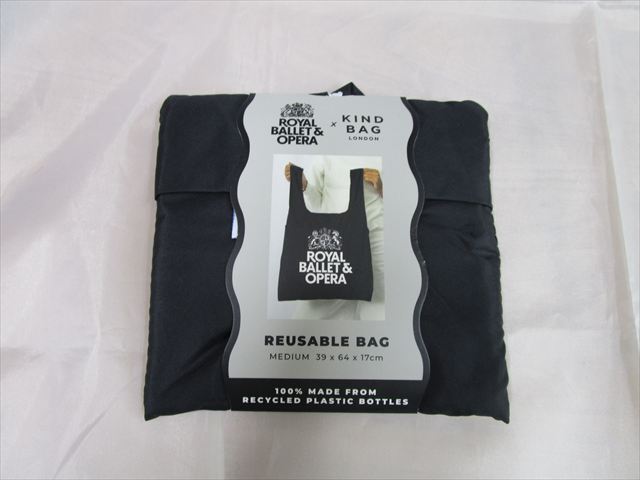 ROYAL
BALLET &
OPERA
x
KIND
BAG
LONDON
ROYAL
BALLET &
OPERA
REUSABLE BAG
MEDIUM 39 x 64 x 17cm
100% MADE FROM
RECYCLED PLASTIC BOTTLES